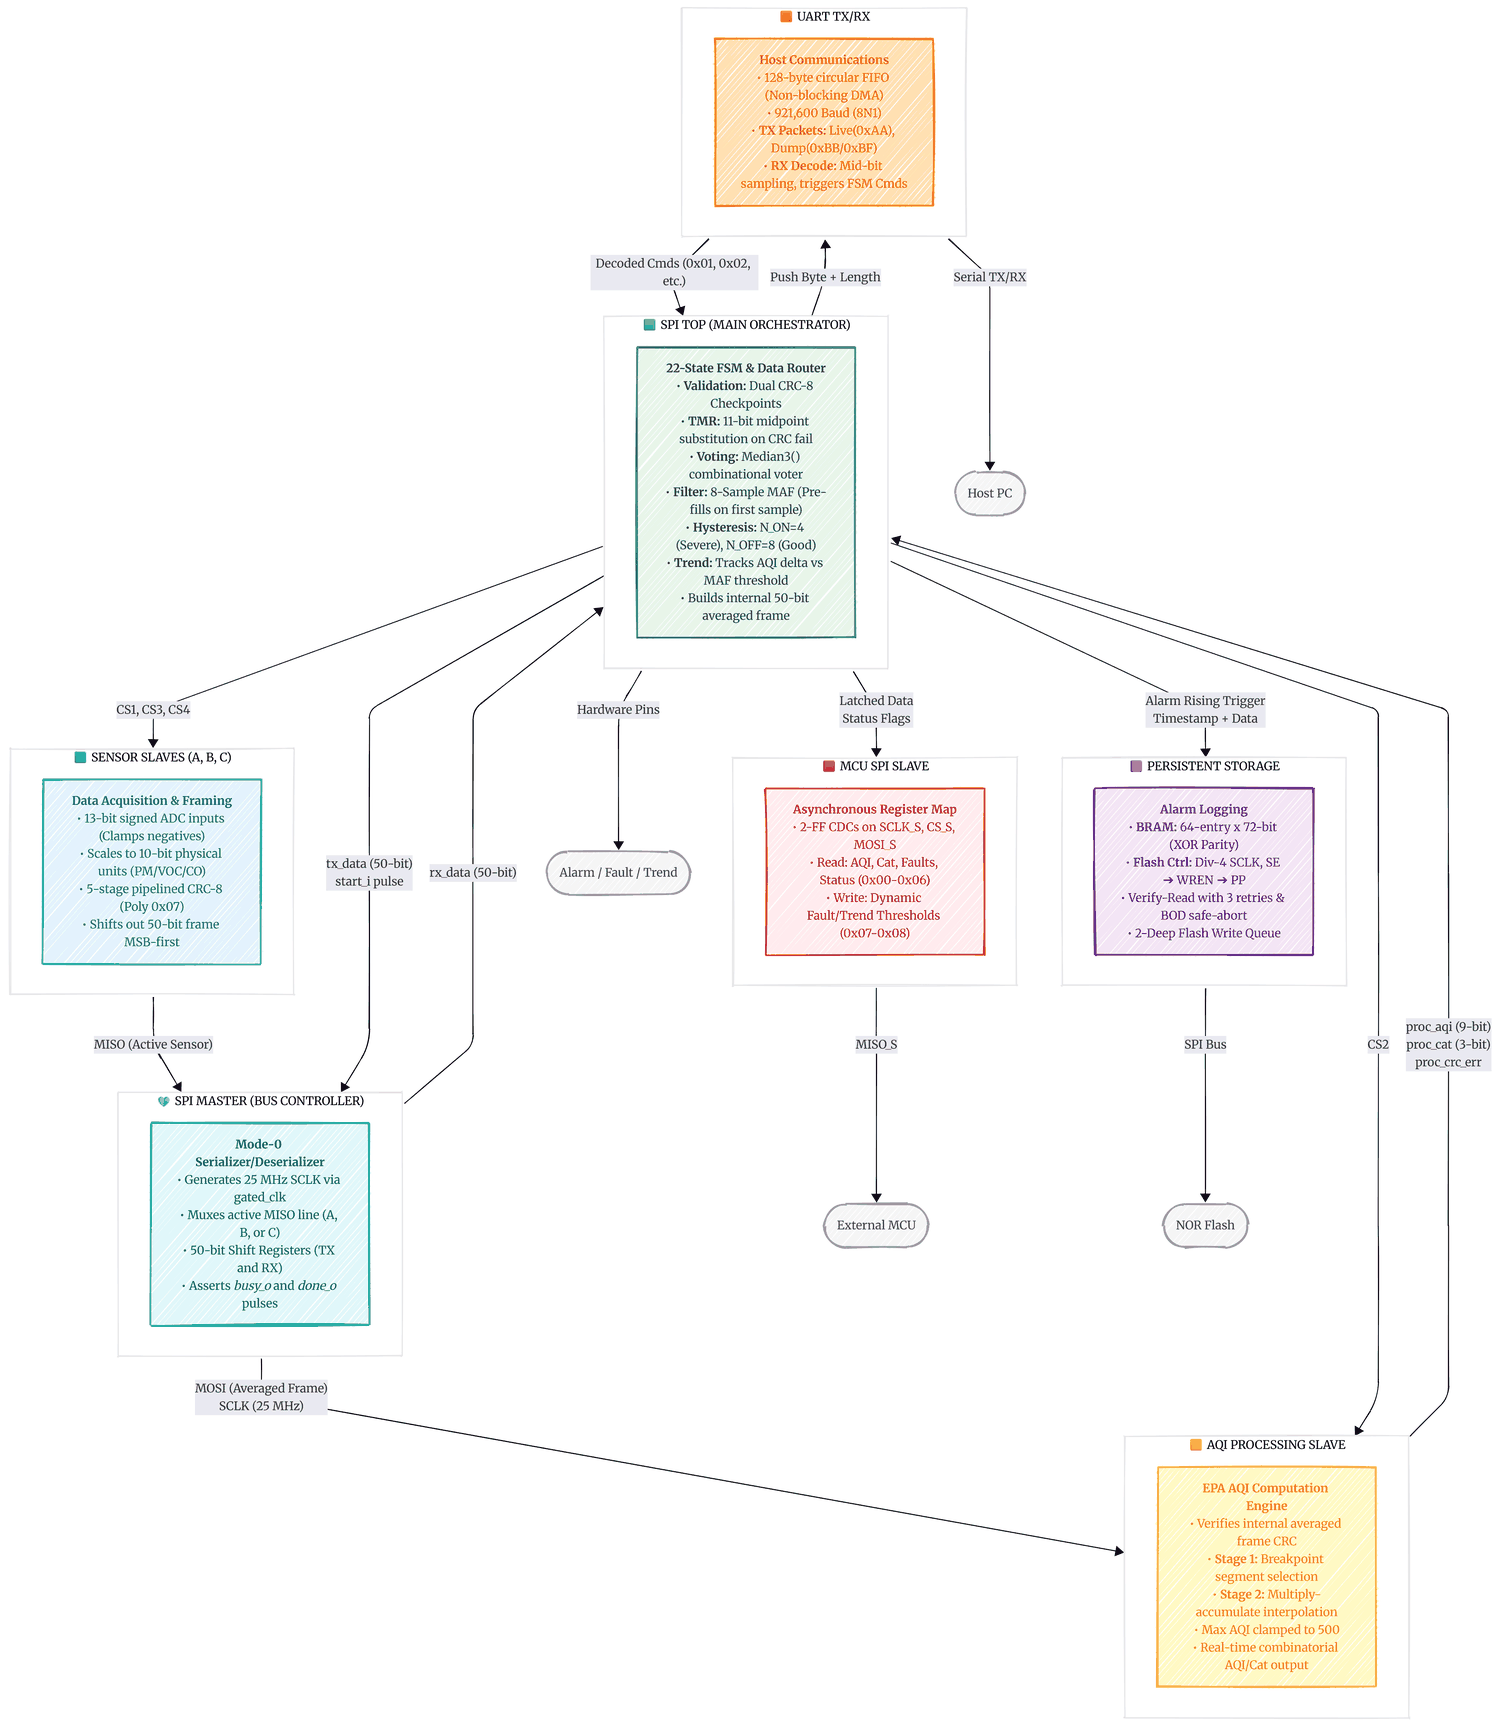 UART TX/RX
Host Communications
· 128-byte circular FIFO
(Non-blocking DMA)
· 921,600 Baud (8N1)
· TX Packets: Live(0xAA),
Dump(0xBB/0xBF)
· RX Decode: Mid-bit
sampling, triggers FSM Cmds
Decoded Cmds (0x01, 0x02,
etc.)
Push Byte + Length
Serial TX/RX
SPI TOP (MAIN ORCHESTRATOR)
22-State FSM & Data Router
· Validation: Dual CRC-8
Checkpoints
· TMR: 11-bit midpoint
substitution on CRC fail
· Voting: Median3()
combinational voter
· Filter: 8-Sample MAF (Pre-
fills on first sample)
· Hysteresis: N_ON=4
(Severe), N_OFF=8 (Good)
· Trend: Tracks AQI delta vs
MAF threshold
· Builds internal 50-bit
averaged frame
Host PC
CS1, CS3, CS4
Hardware Pins
Latched Data
Status Flags
Alarm Rising Trigger
Timestamp + Data
SENSOR SLAVES (A, B, C)
Data Acquisition & Framing
· 13-bit signed ADC inputs
(Clamps negatives)
· Scales to 10-bit physical
units (PM/VOC/CO)
· 5-stage pipelined CRC-8
(Poly 0x07)
· Shifts out 50-bit frame
MSB-first
tx_data (50-bit)
start_i pulse
rx_data (50-bit)
Alarm / Fault / Trend
MCU SPI SLAVE
Asynchronous Register Map
· 2-FF CDCs on SCLK_S, CS_S,
MOSI_S
· Read: AQI, Cat, Faults,
Status (0x00-0x06)
· Write: Dynamic
Fault/Trend Thresholds
(0x07-0x08)
PERSISTENT STORAGE
Alarm Logging
· BRAM: 64-entry x 72-bit
(XOR Parity)
· Flash Ctrl: Div-4 SCLK, SE
➔ WREN ➔ PP
· Verify-Read with 3 retries &
BOD safe-abort
· 2-Deep Flash Write Queue
MISO (Active Sensor)
MISO_S
SPI Bus
CS2
proc_aqi (9-bit)
proc_cat (3-bit)
proc_crc_err
SPI MASTER (BUS CONTROLLER)
Mode-0
Serializer/Deserializer
· Generates 25 MHz SCLK via
gated_clk
· Muxes active MISO line (A,
B, or C)
· 50-bit Shift Registers (TX
and RX)
· Asserts busy_o and done_o
pulses
External MCU
NOR Flash
MOSI (Averaged Frame)
SCLK (25 MHz)
AQI PROCESSING SLAVE
EPA AQI Computation
Engine
· Verifies internal averaged
frame CRC
· Stage 1: Breakpoint
segment selection
· Stage 2: Multiply-
accumulate interpolation
· Max AQI clamped to 500
· Real-time combinatorial
AQI/Cat output